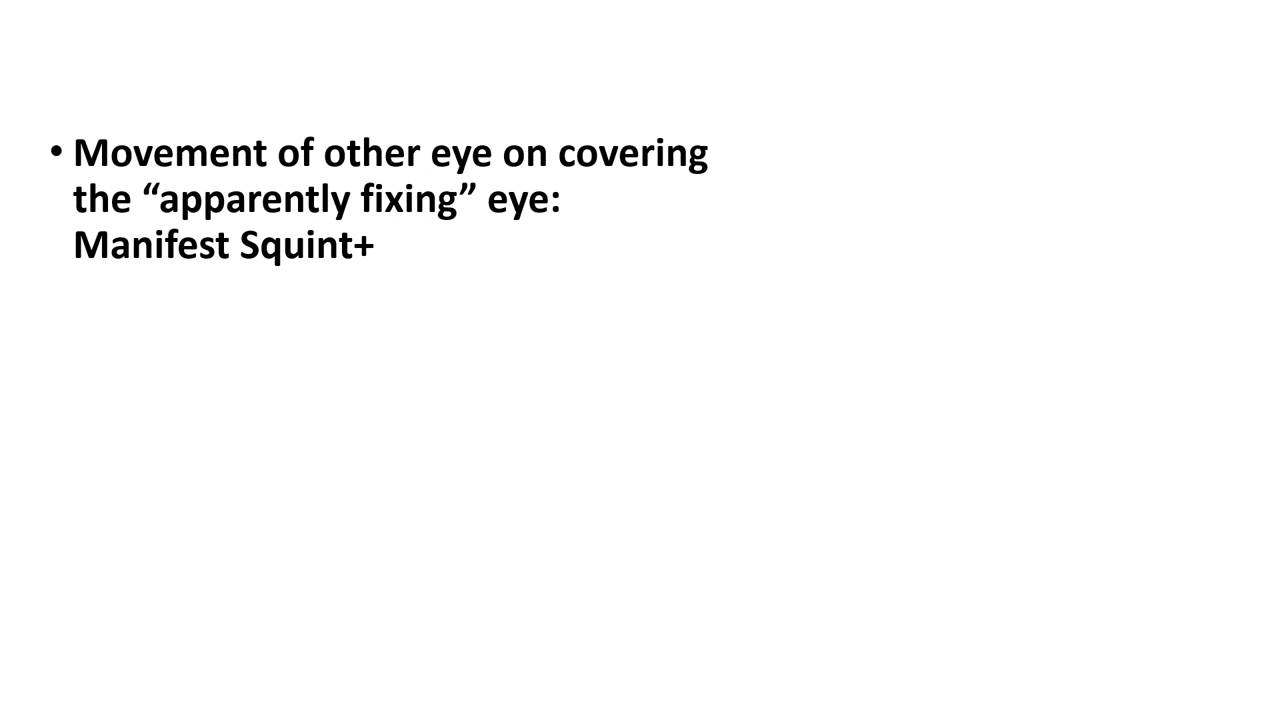 • Movement of other eye on covering
the “apparently fixing” eye:
Manifest Squint+